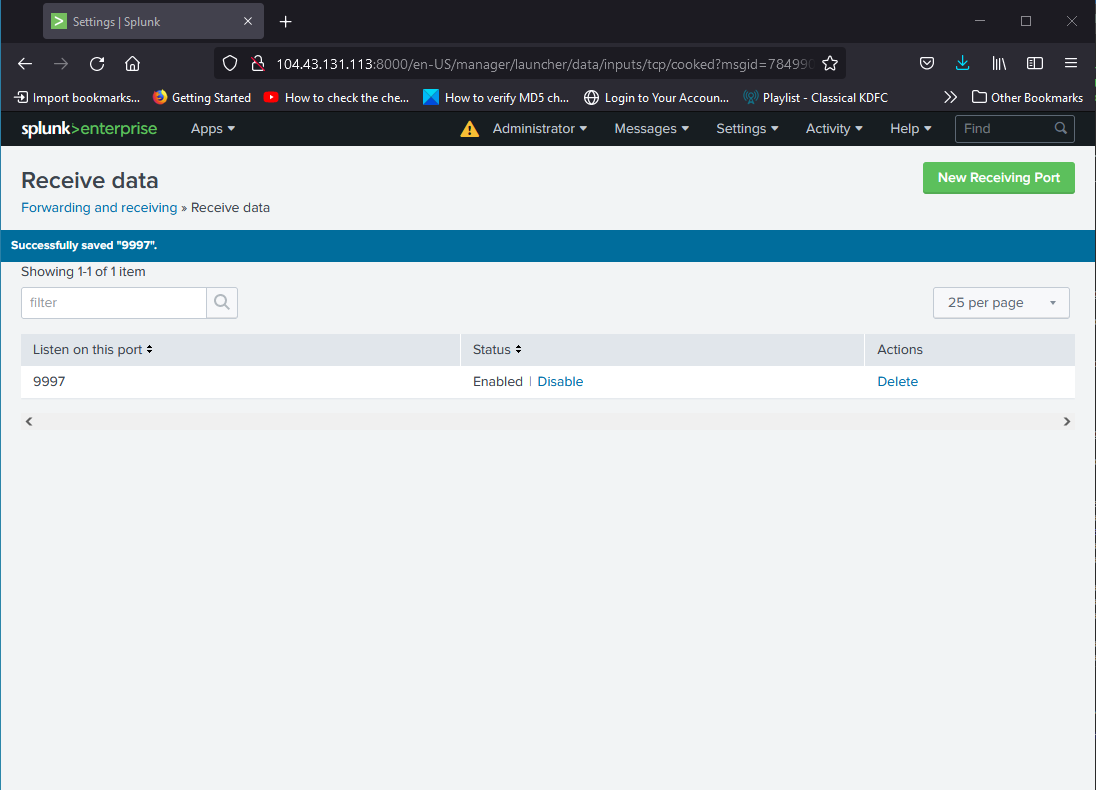 Settings | Splunk
104.43.131.113:8000/en-US/manager/launcher/data/inputs/tcp/cooked?msgid=784990
Import bookmarks... Getting Started How to check the che... How to verify MD5 ch... Login to Your Accoun... Playlist - Classical KDFC Other Bookmarks
splunk>enterprise Apps Administrator Messages Settings Activity Help Find
Receive data New Receiving Port
Forwarding and receiving » Receive data
Successfully saved "9997".
Showing 1-1 of 1 item
filter 25 per page
Listen on this port Status Actions
9997 Enabled | Disable Delete